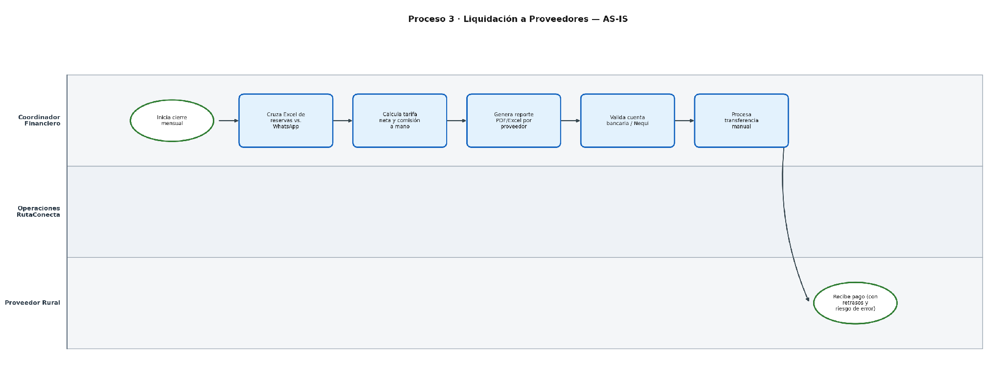 Proceso 3 · Liquidación a Proveedores — AS-IS
Coordinador
Financiero
Inicia cierre
mensual
Cruza Excel de
reservas vs.
WhatsApp
Calcula tarifa
neta y comisión
a mano
Genera reporte
PDF/Excel por
proveedor
Valida cuenta
bancaria / Nequi
Procesa
transferencia
manual
Operaciones
RutaConecta
Proveedor Rural
Recibe pago (con
retrasos y
riesgo de error)